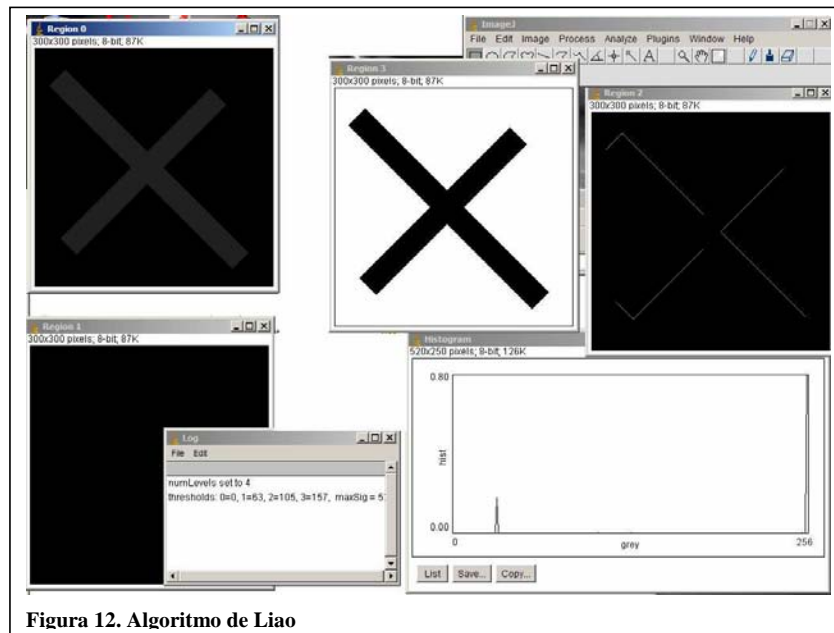 Region 0
300x300 pixels; 8-bit; 87K
ImageJ
File Edit Image Process Analyze Plugins Window Help
Region 3
300x300 pixels; 8-bit; 87K
Region 2
300x300 pixels; 8-bit; 87K
Region 1
300x300 pixels; 8-bit; 87K
Histogram
520x250 pixels; 8-bit; 126K
0.80
hist
0.00
0
grey
256
List Save... Copy...
Log
File Edit
numLevels set to 4
thresholds: 0=0, 1=63, 2=105, 3=157, maxSig = 5
Figura 12. Algoritmo de Liao